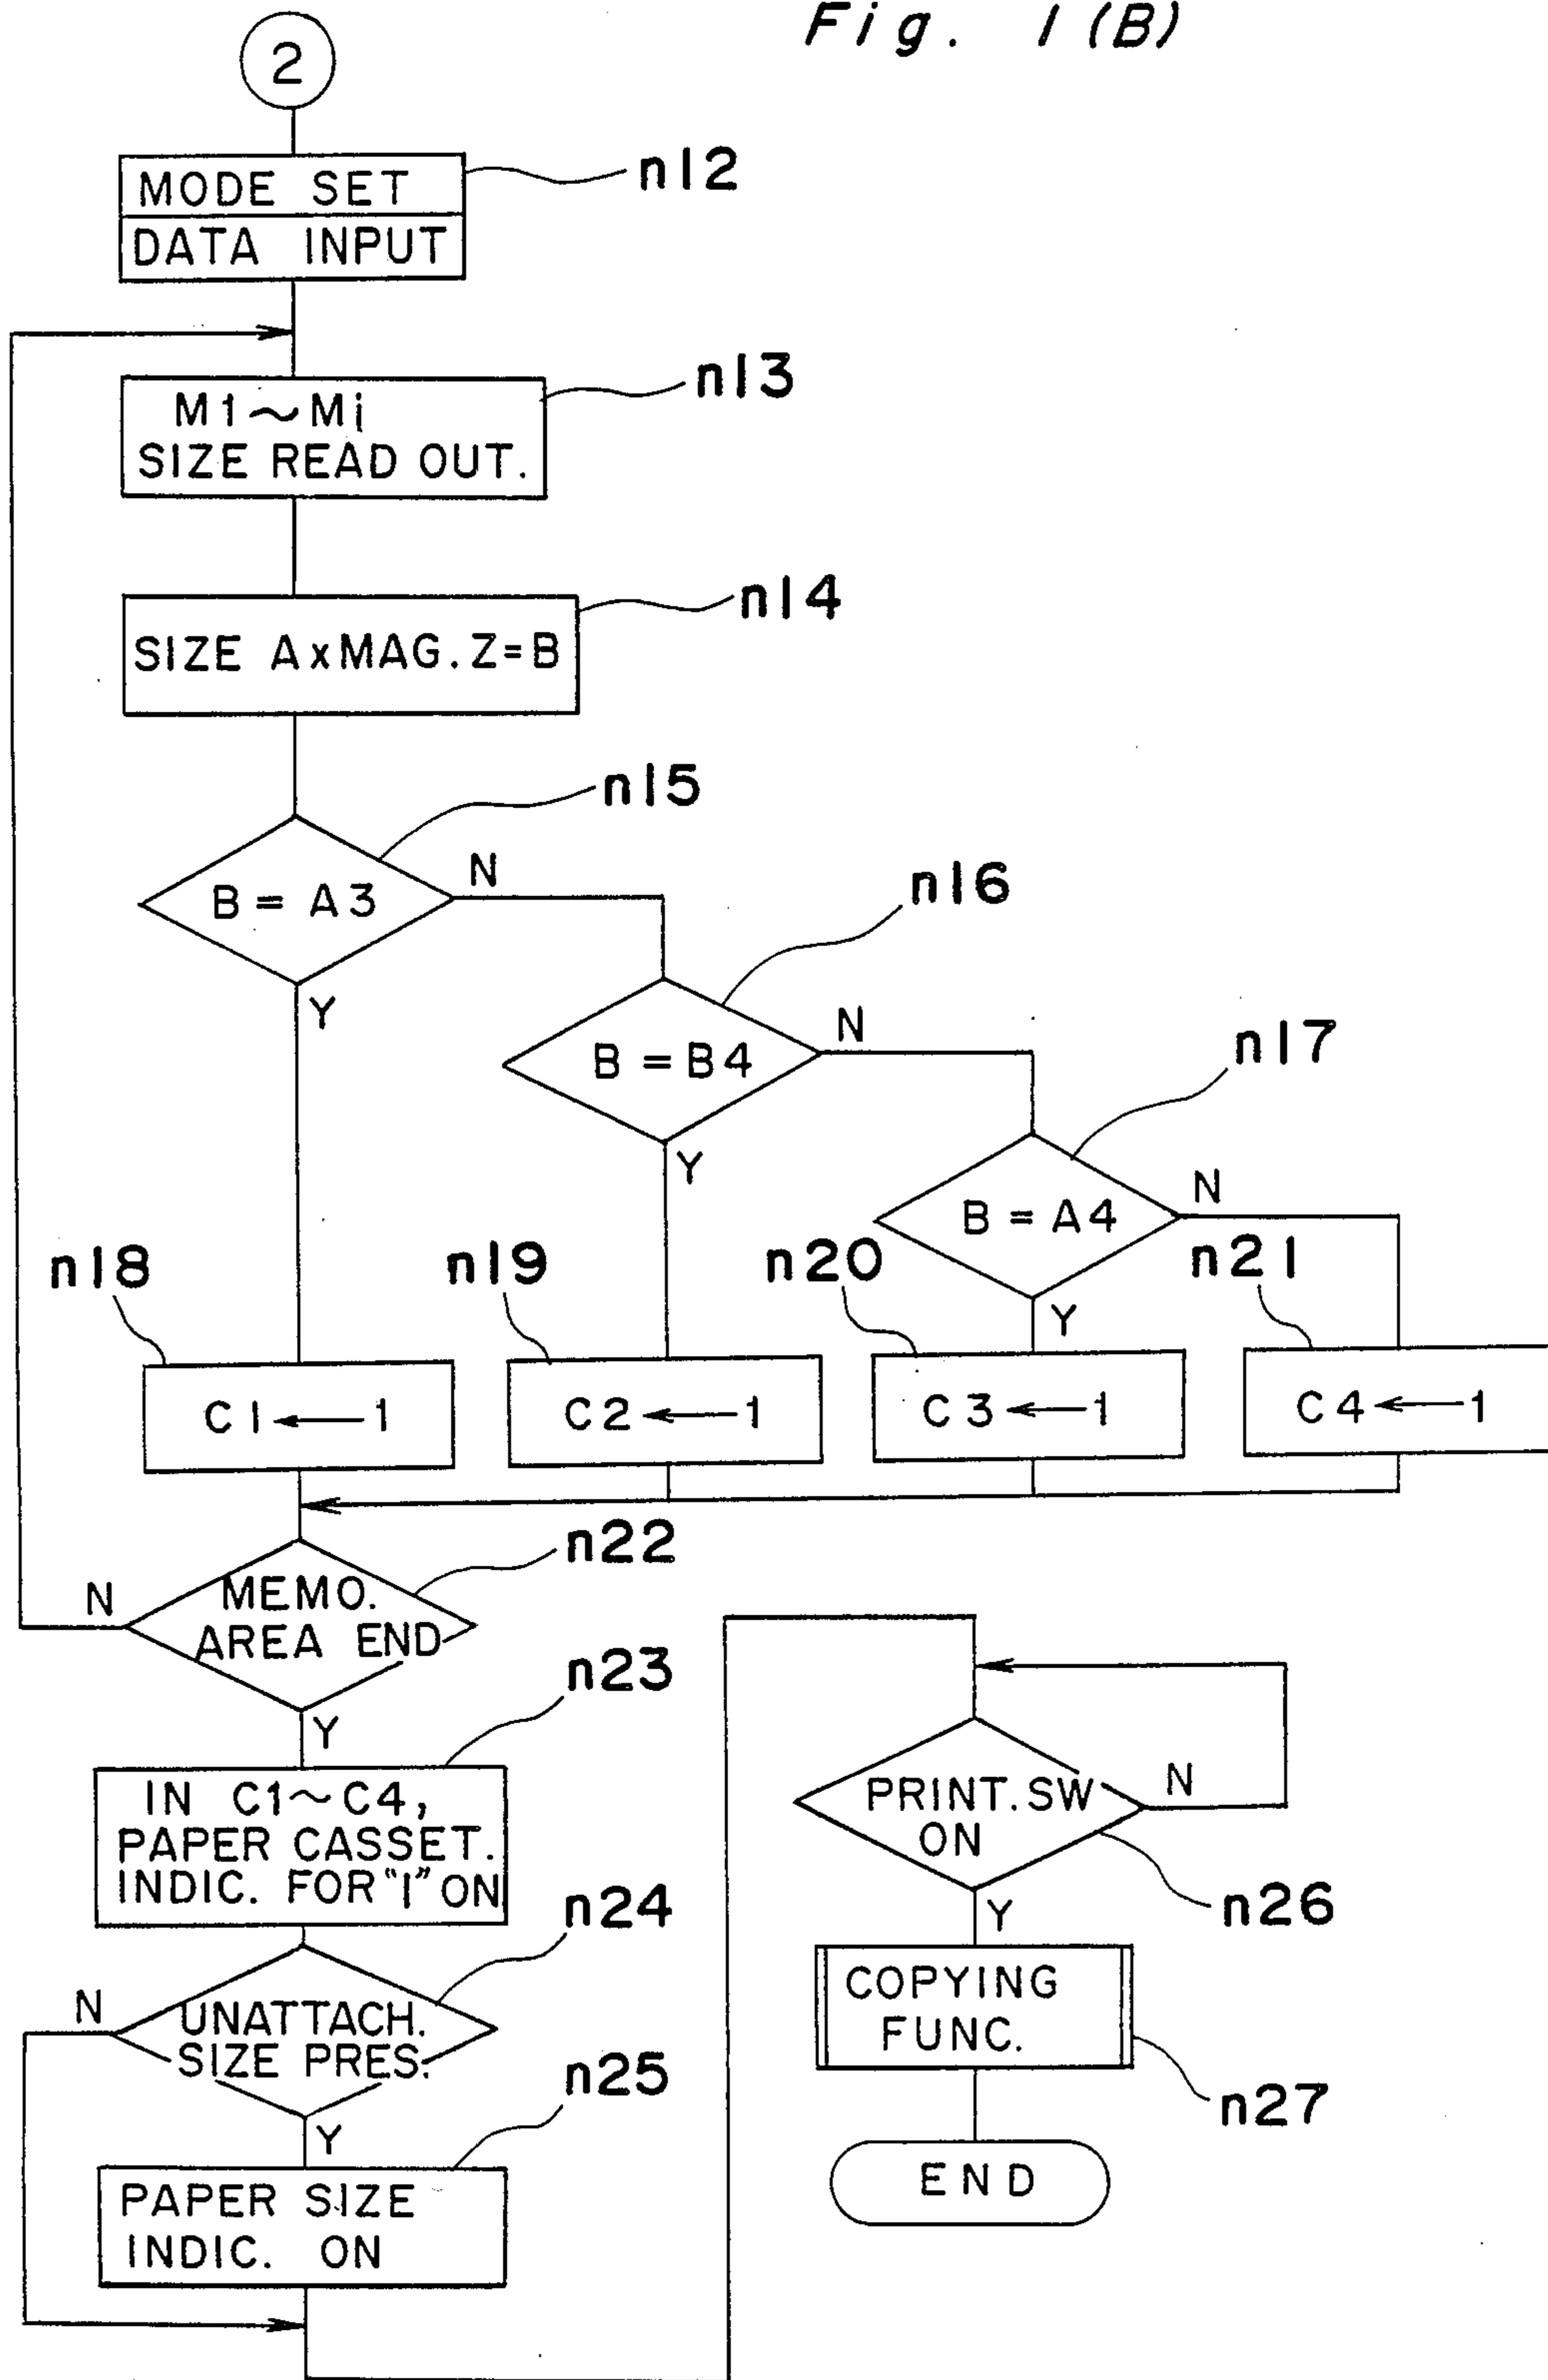 Fig. 1 (B)
2
MODE SET
DATA INPUT
n12
M1~Mi
SIZE READ OUT.
n13
SIZE A×MAG.Z=B
n14
B = A3
n15
N
Y
B = B4
n16
N
Y
B = A4
n17
N
Y
n18
C1←1
n19
C2←1
n20
C3←1
n21
C4←1
MEMO.
AREA END
n22
N
Y
IN C1~C4,
PAPER CASSET.
INDIC. FOR "1" ON
n23
UNATTACH.
SIZE PRES.
n24
N
Y
PAPER SIZE
INDIC. ON
n25
PRINT.SW
ON
N
n26
Y
COPYING
FUNC.
n27
END